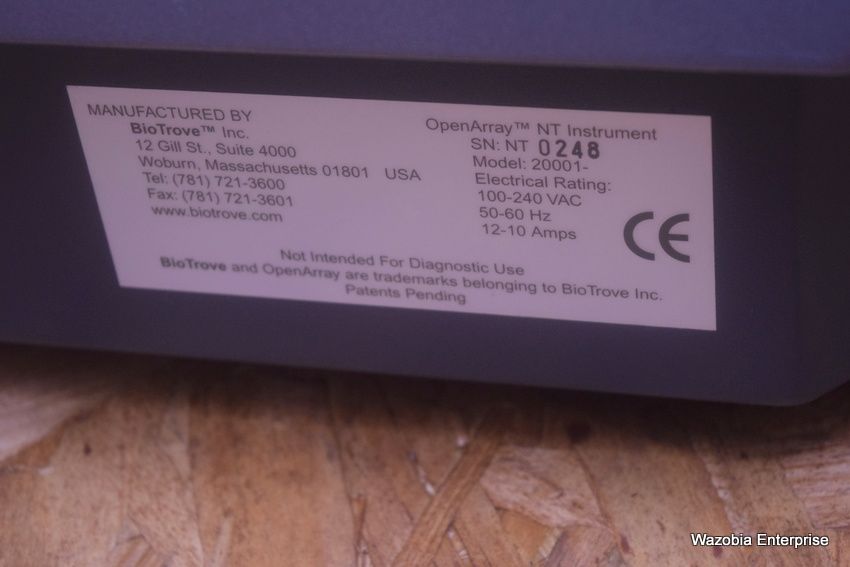 MANUFACTURED BY
BioTrove™ Inc.
12 Gill St., Suite 4000
Woburn, Massachusetts 01801 USA
Tel: (781) 721-3600
Fax: (781) 721-3601
www.biotrove.com
OpenArray™ NT Instrument
SN: NT 0248
Model: 20001-
Electrical Rating:
100-240 VAC
50-60 Hz
12-10 Amps
CE
Not Intended For Diagnostic Use
BioTrove and OpenArray are trademarks belonging to BioTrove Inc.
Patents Pending
Wazobia Enterprise